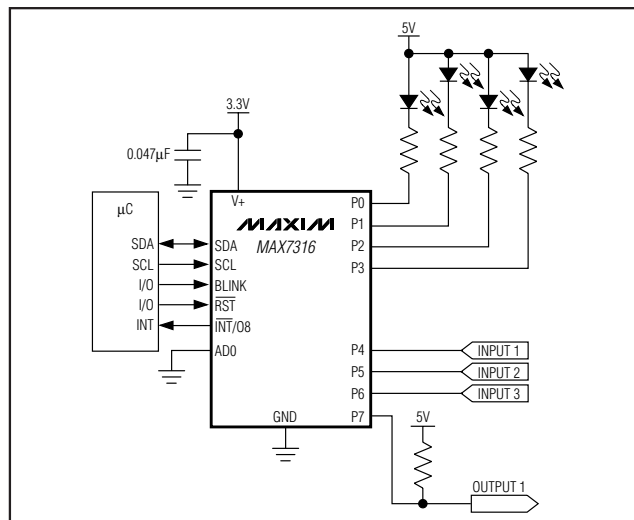 5V
3.3V
0.047µF
µC
V+
P0
MAXIM
P1
MAX7316
SDA
SDA
P2
SCL
SCL
P3
I/O
BLINK
I/O
RST
INT
INT/O8
P4
INPUT 1
AD0
P5
INPUT 2
P6
INPUT 3
GND
P7
5V
OUTPUT 1